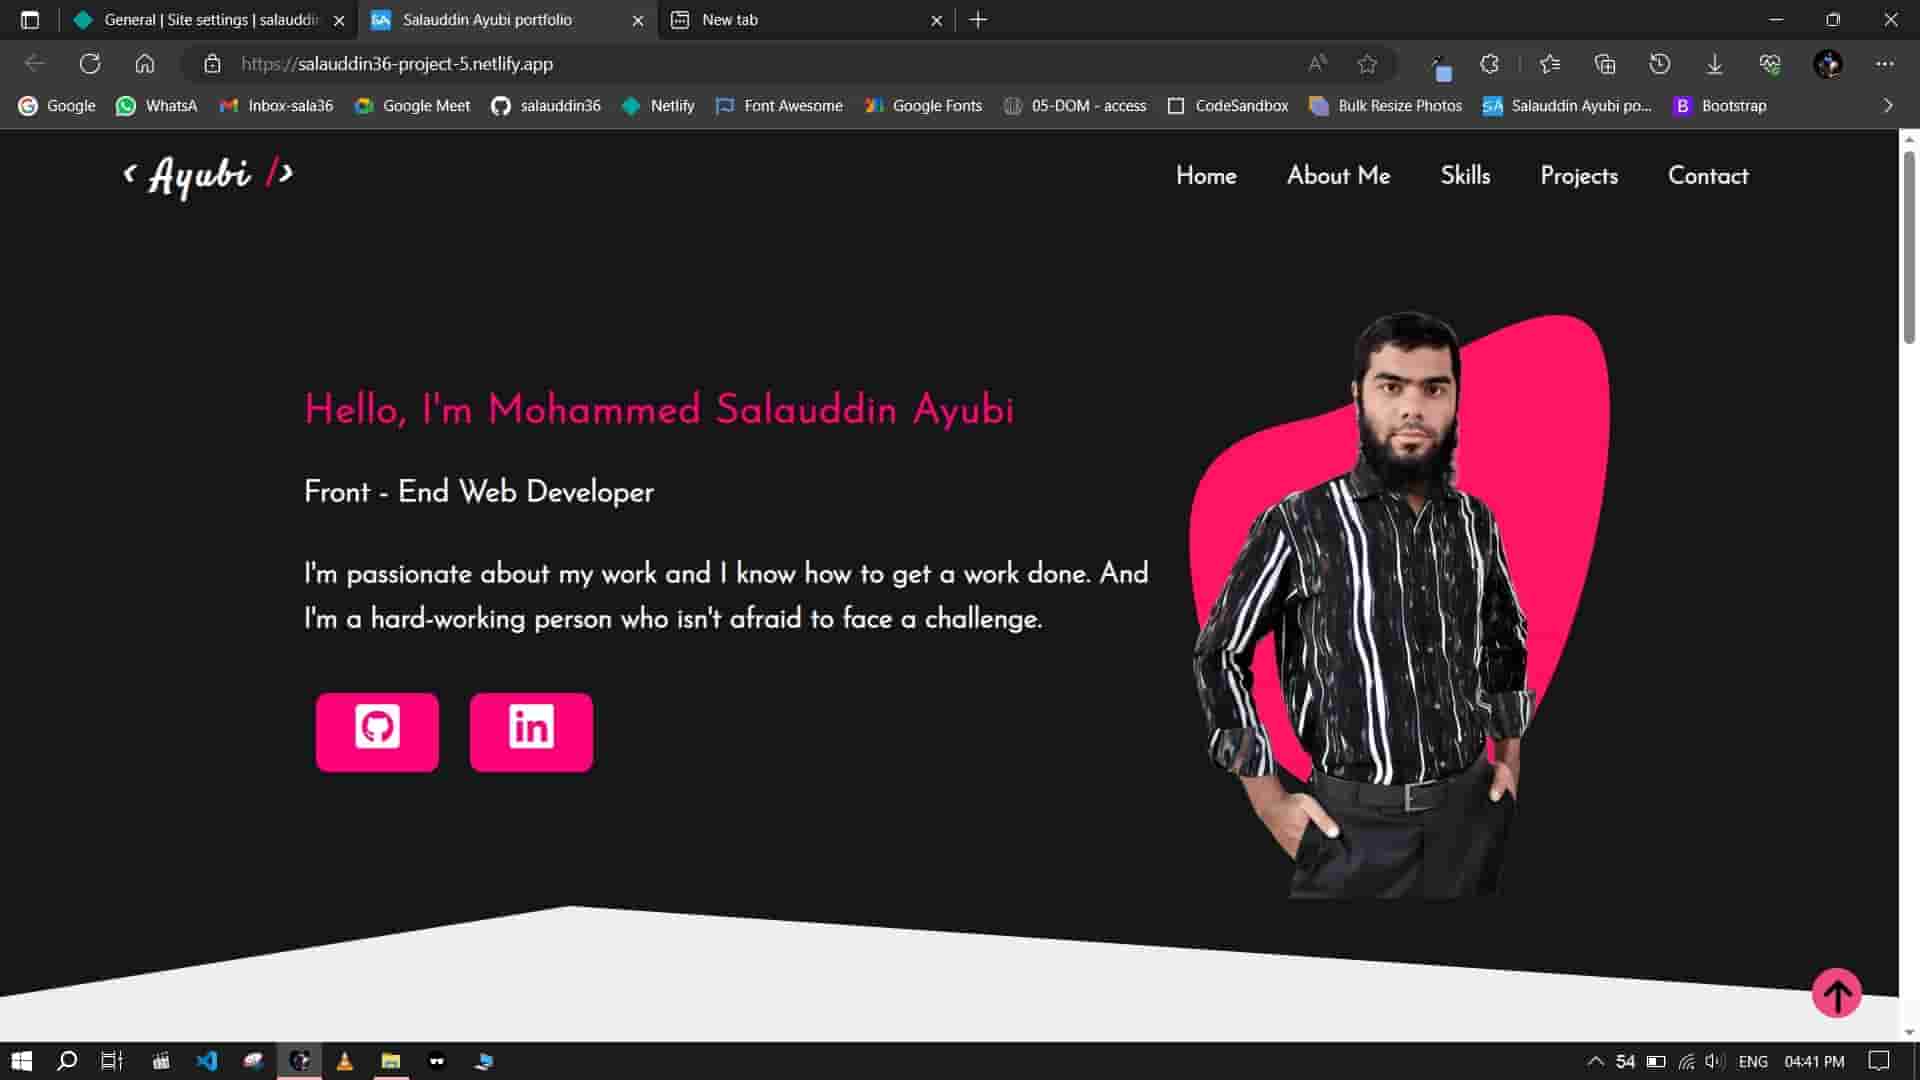 General | Site settings | salauddin
Salauddin Ayubi portfolio
New tab
https://salauddin36-project-5.netlify.app
Google
WhatsA
Inbox-sala36
Google Meet
salauddin36
Netlify
Font Awesome
Google Fonts
05-DOM - access
CodeSandbox
Bulk Resize Photos
Salauddin Ayubi po...
Bootstrap
< Ayubi />
Home
About Me
Skills
Projects
Contact
Hello, I'm Mohammed Salauddin Ayubi
Front - End Web Developer
I'm passionate about my work and I know how to get a work done. And
I'm a hard-working person who isn't afraid to face a challenge.
in
54
ENG
04:41 PM